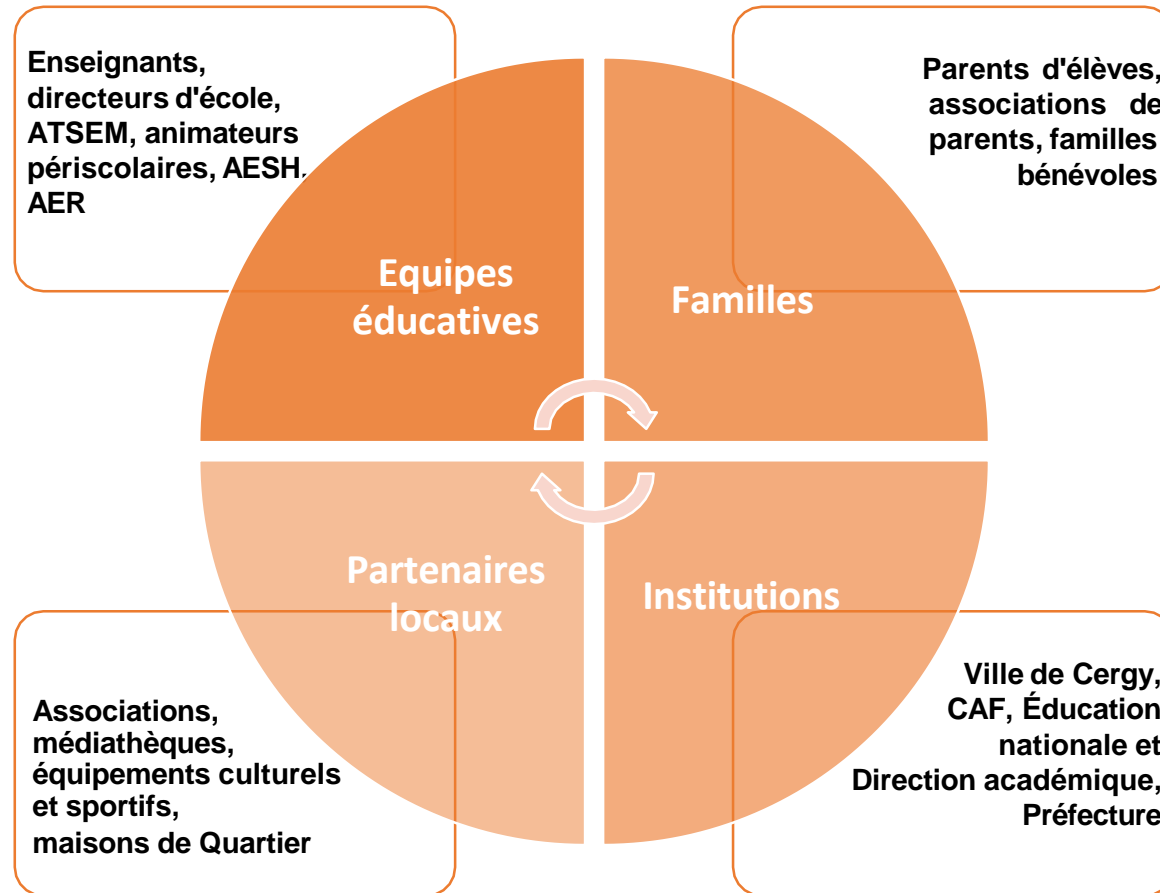 Enseignants,
directeurs d'école,
ATSEM, animateurs
périscolaires, AESH,
AER
Parents d'élèves,
associations de
parents, familles
bénévoles
Equipes
éducatives
Familles
Partenaires
locaux
Institutions
Associations,
médiathèques,
équipements culturels
et sportifs,
maisons de Quartier
Ville de Cergy,
CAF, Éducation
nationale et
Direction académique,
Préfecture